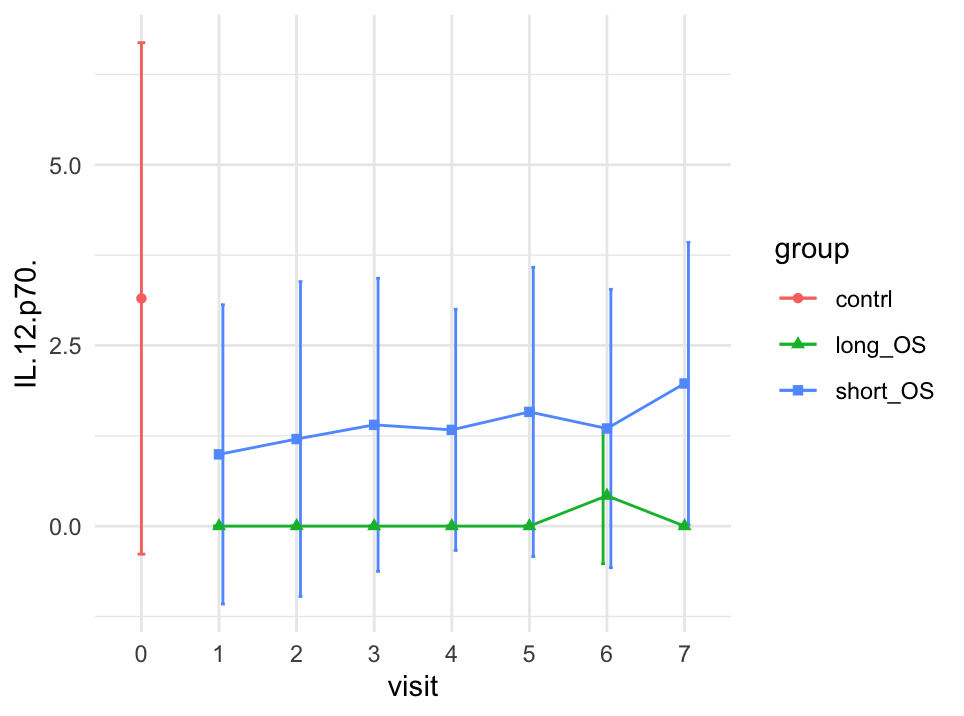 IL.12.p70.
5.0
2.5
0.0
0 1 2 3 4 5 6 7
visit
group
contrl
long_OS
short_OS